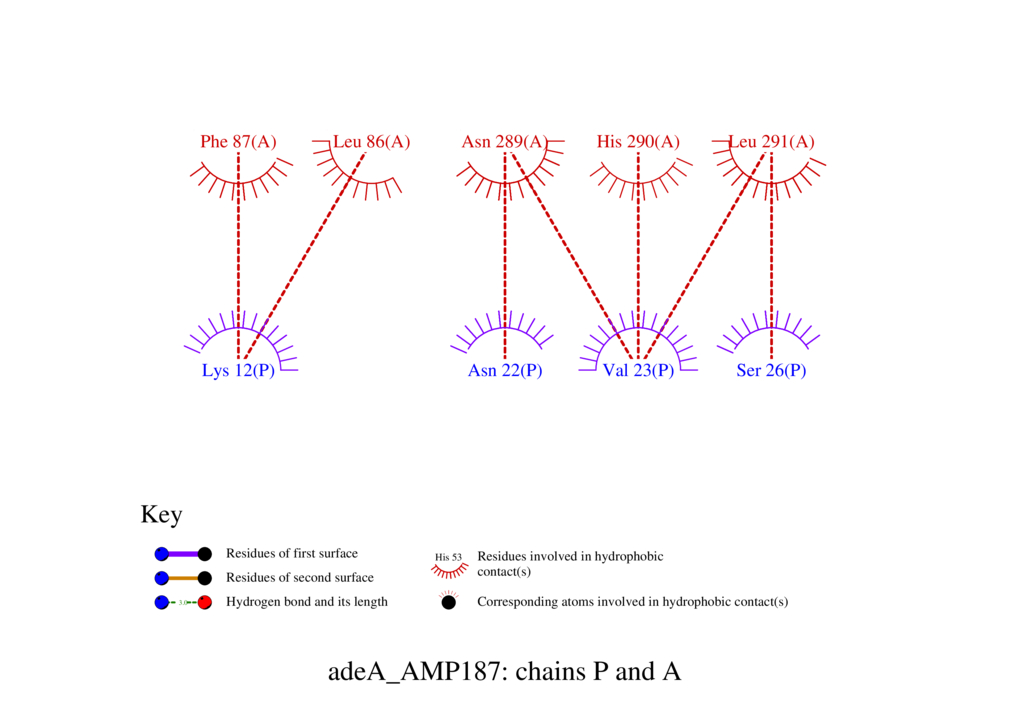 Phe 87(A) Leu 86(A) Asn 289(A) His 290(A) Leu 291(A)
Lys 12(P) Asn 22(P) Val 23(P) Ser 26(P)
Key
Residues of first surface
Residues of second surface
3.0
Hydrogen bond and its length
His 53
Residues involved in hydrophobic
contact(s)
Corresponding atoms involved in hydrophobic contact(s)
adeA_AMP187: chains P and A